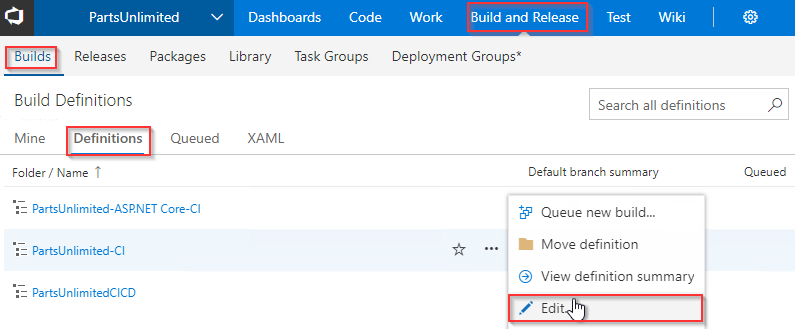 PartsUnlimited Dashboards Code Work Build and Release Test Wiki
Builds Releases Packages Library Task Groups Deployment Groups*
Build Definitions
Search all definitions
Mine Definitions Queued XAML
Folder / Name ↑ Default branch summary Queued
PartsUnlimited-ASP.NET Core-CI
Queue new build...
Move definition
PartsUnlimited-CI
View definition summary
PartsUnlimitedCICD
Edit...